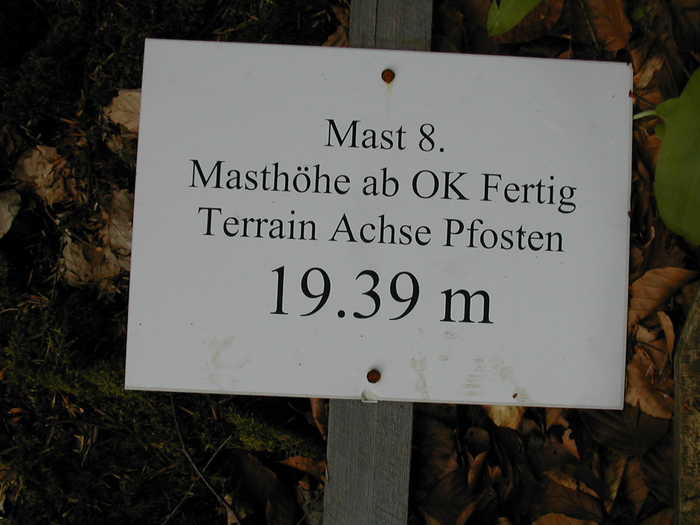 Mast 8.
Masthöhe ab OK Fertig
Terrain Achse Pfosten
19.39 m